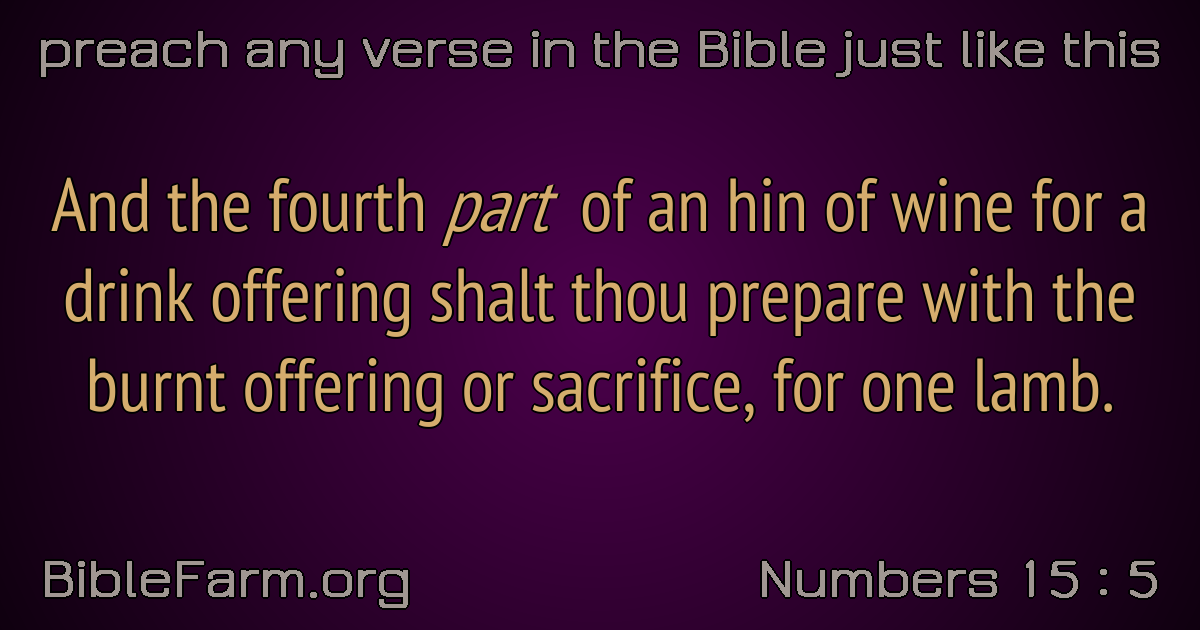 preach any verse in the Bible just like this
And the fourth part of an hin of wine for a
drink offering shalt thou prepare with the
burnt offering or sacrifice, for one lamb.
BibleFarm.org
Numbers 15 : 5